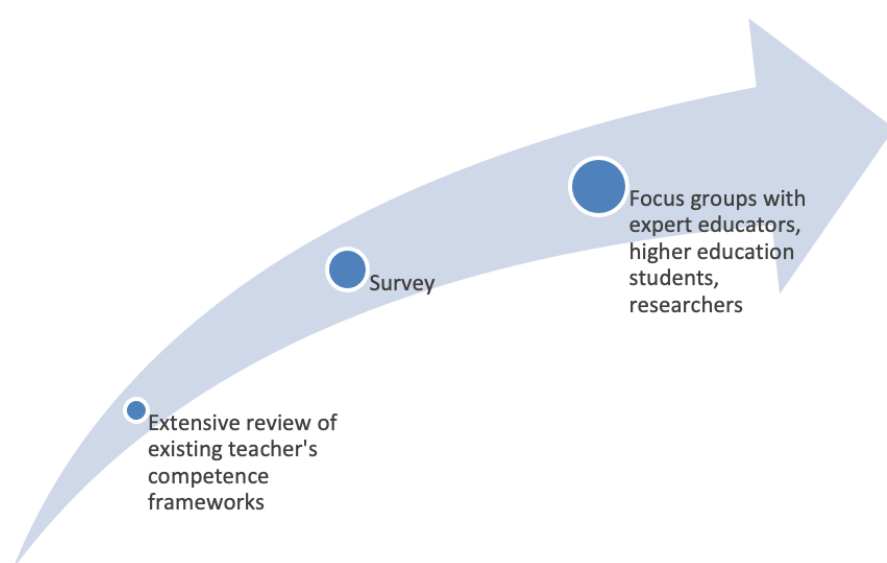 Focus groups with
expert educators,
higher education
students,
researchers
Survey
Extensive review of
existing teacher's
competence
frameworks